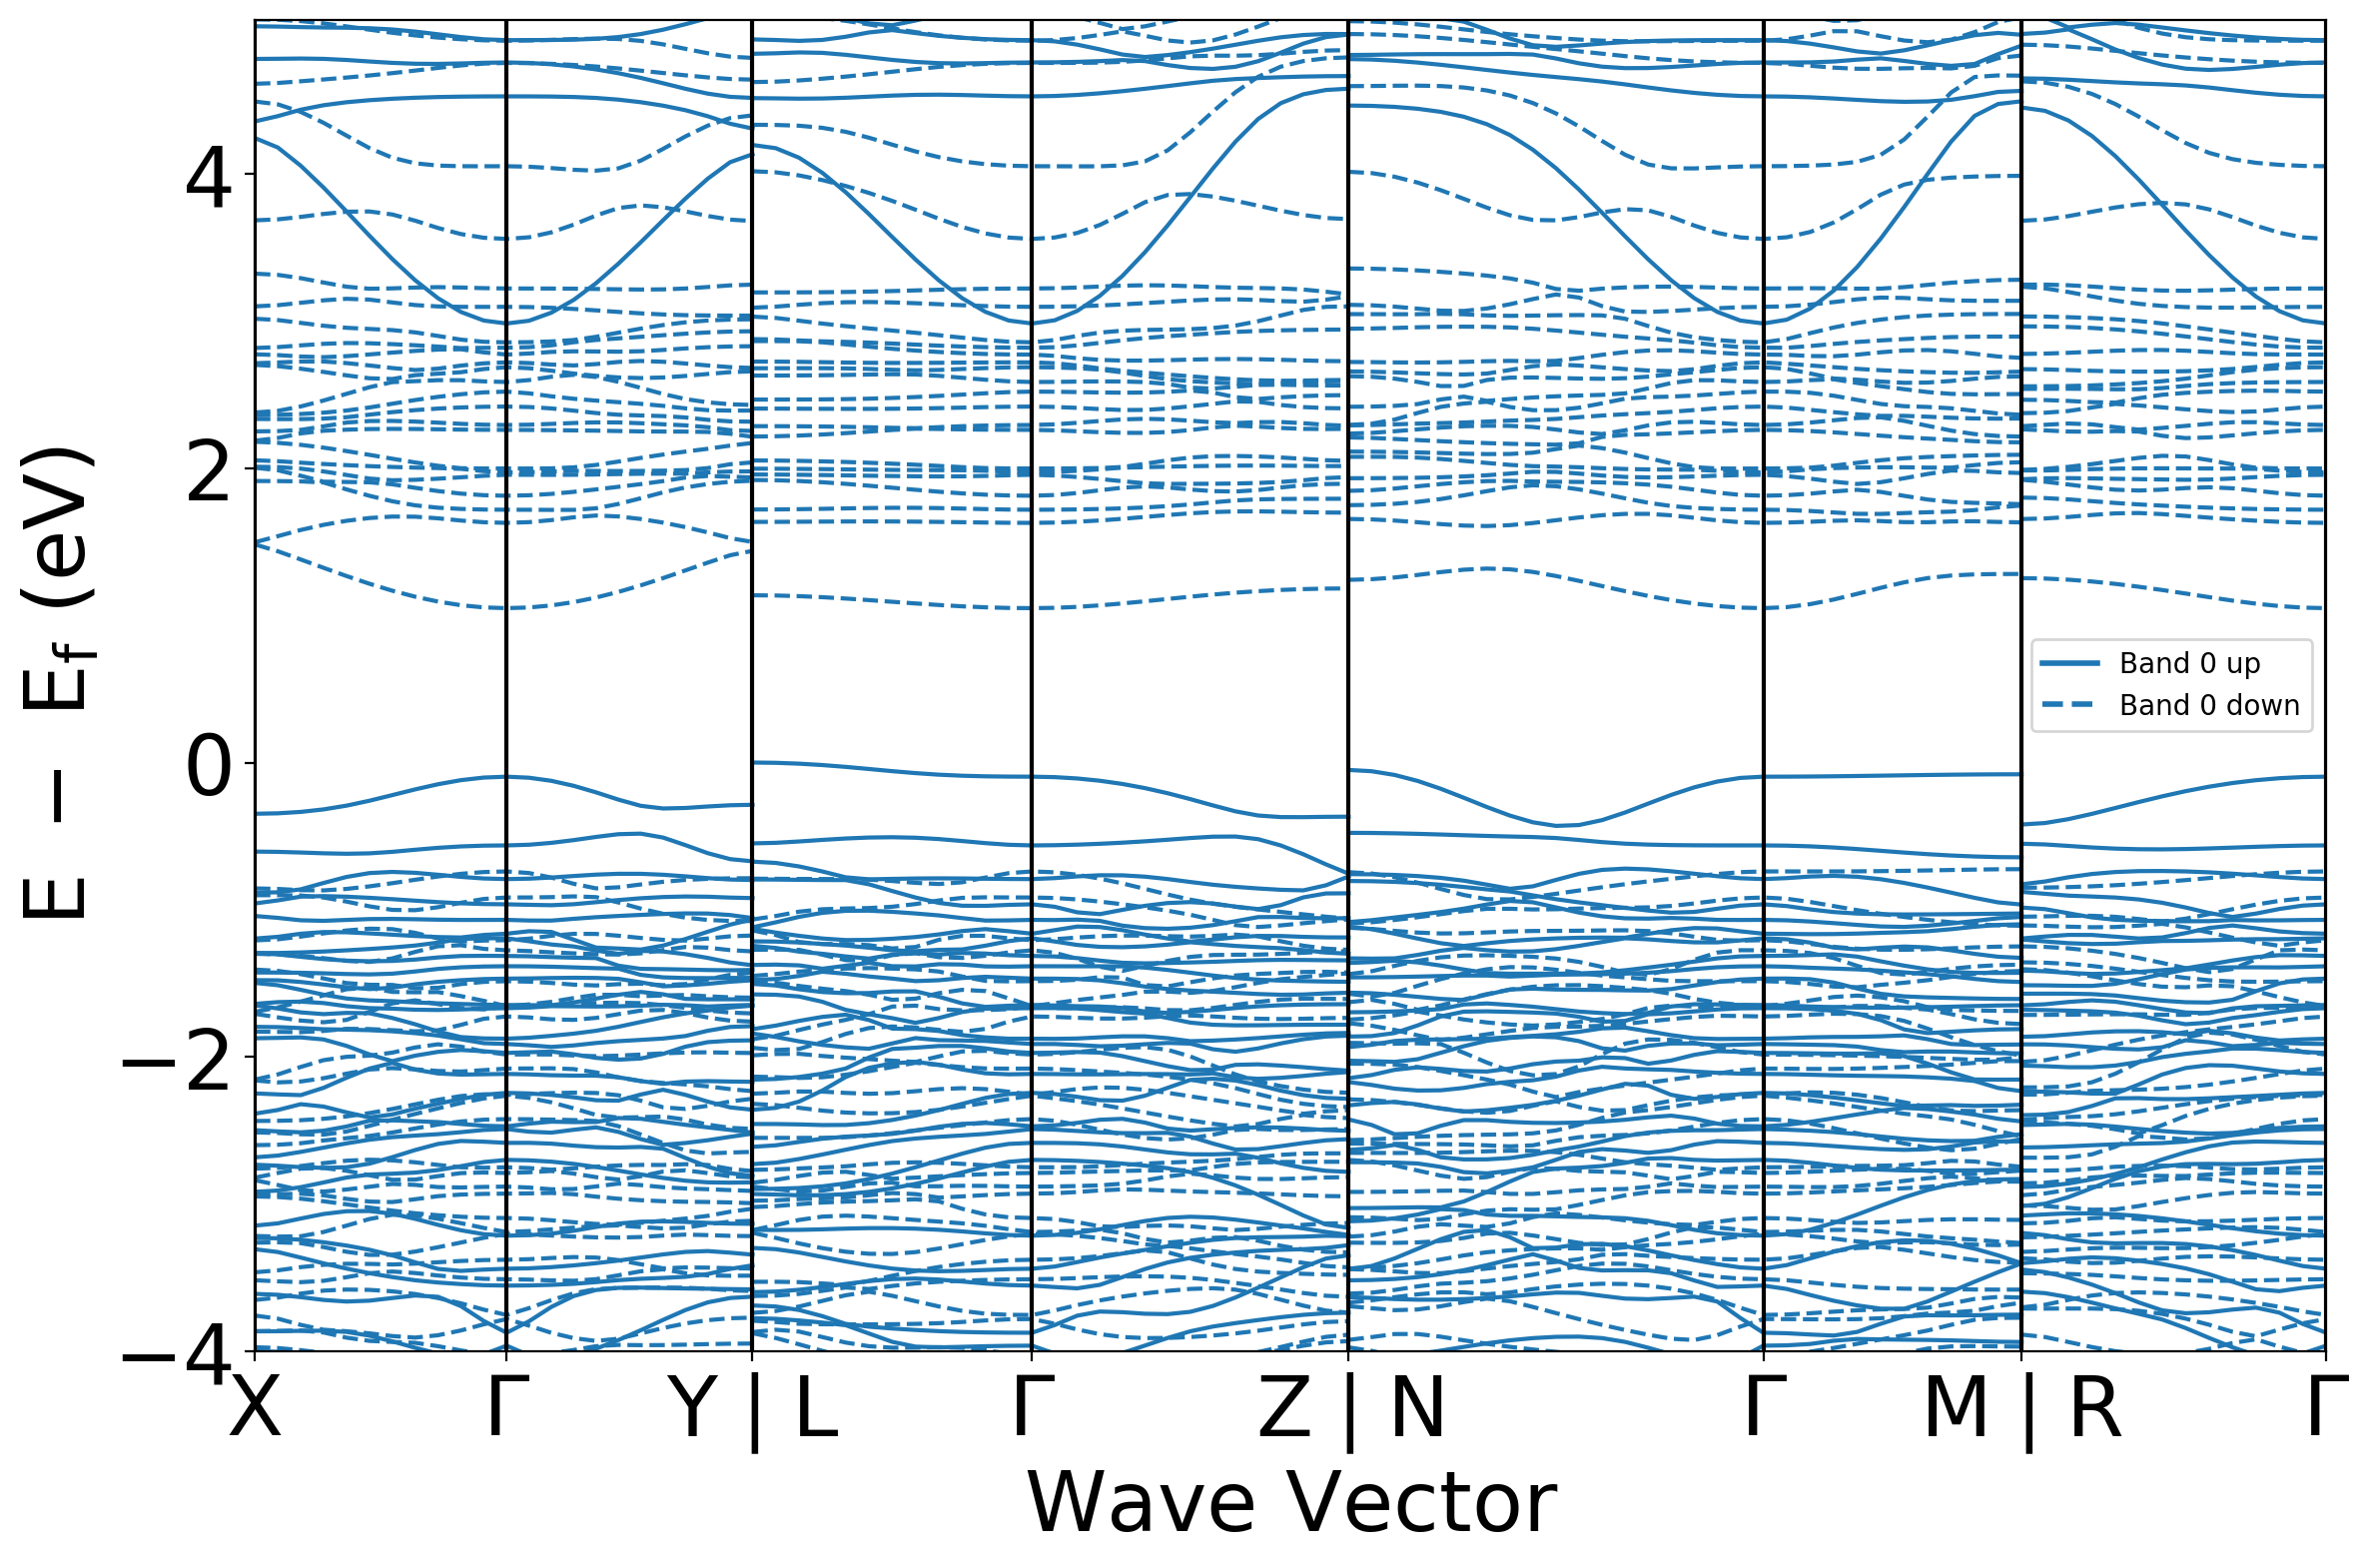 E − E_f (eV)
4
2
0
−2
−4
Band 0 up
Band 0 down
X Γ Y | L Γ Z | N Γ M | R Γ
Wave Vector